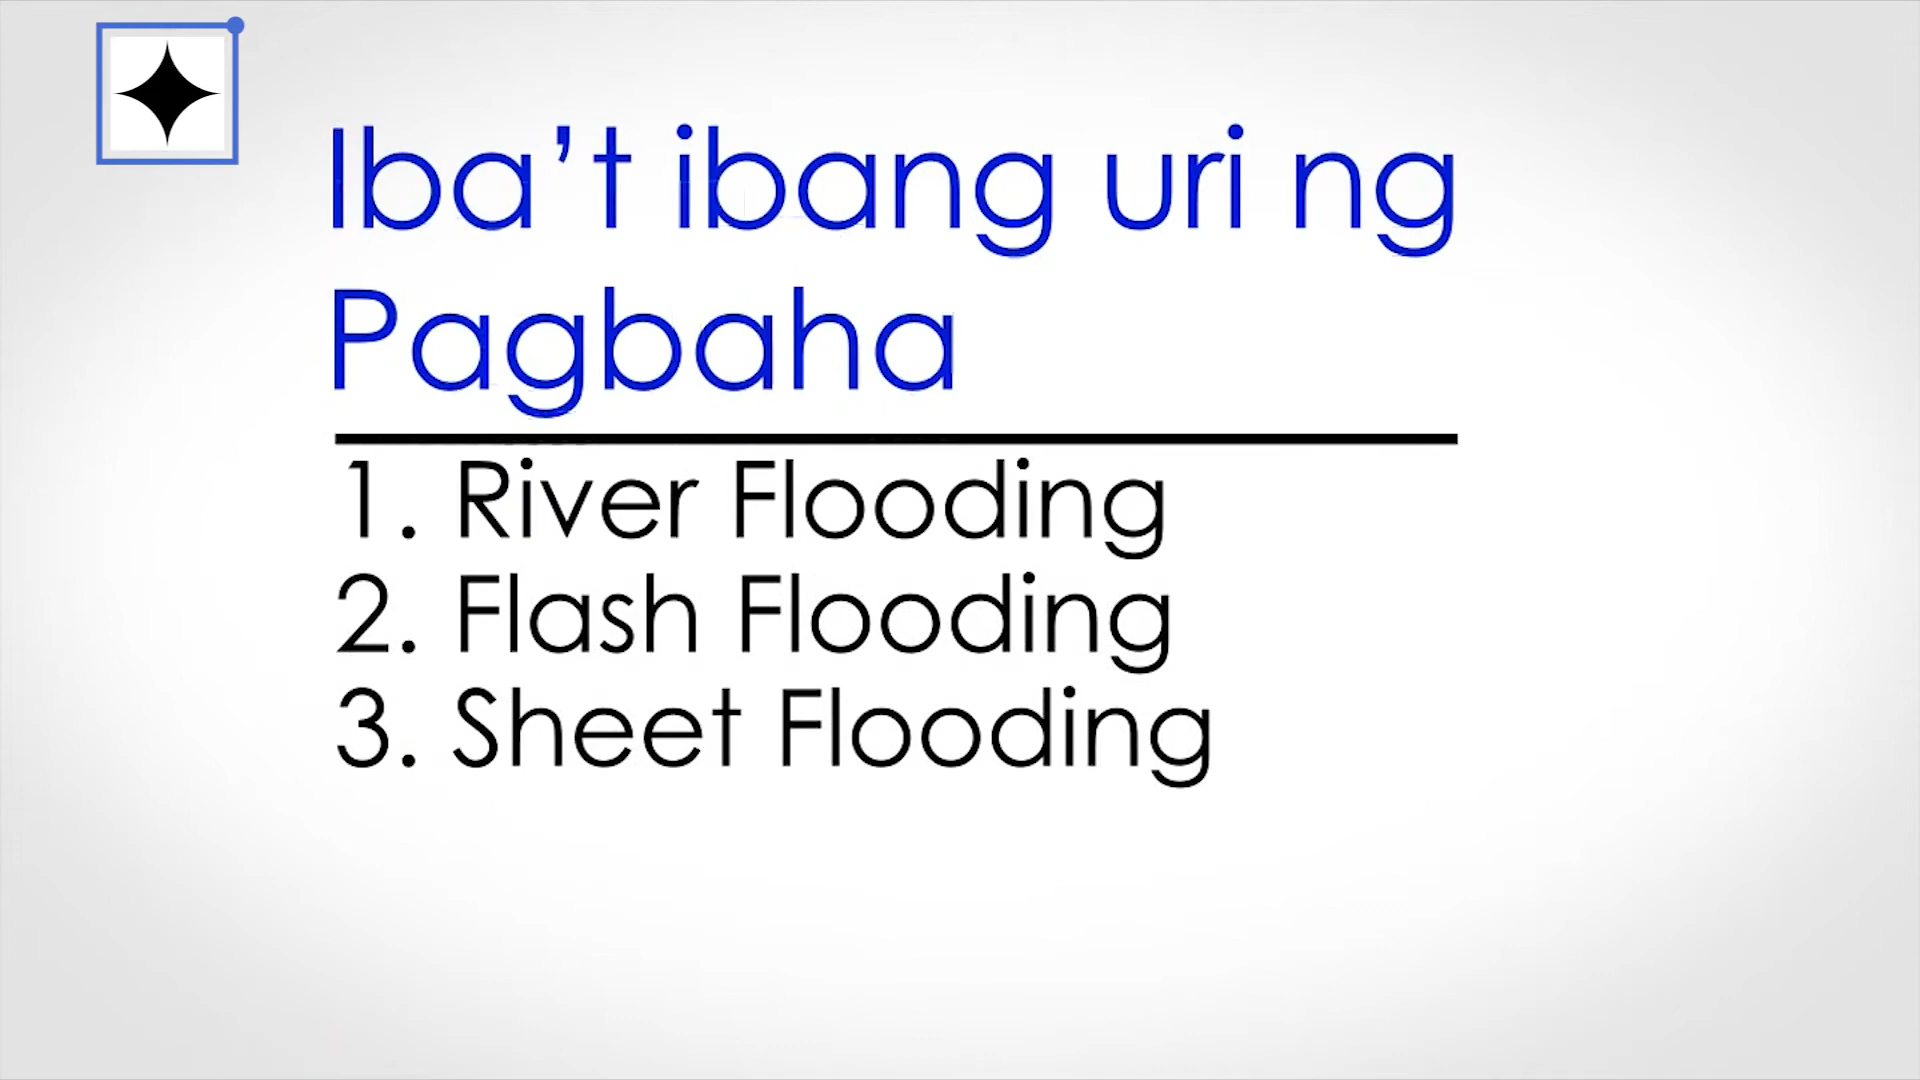 Iba’t ibang uri ng
Pagbaha
1. River Flooding
2. Flash Flooding
3. Sheet Flooding